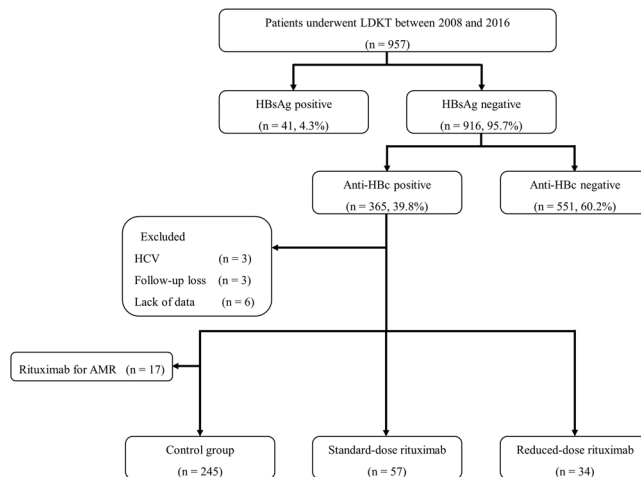 Patients underwent LDKT between 2008 and 2016
(n = 957)
HBsAg positive
(n = 41, 4.3%)
HBsAg negative
(n = 916, 95.7%)
Anti-HBc positive
(n = 365, 39.8%)
Anti-HBc negative
(n = 551, 60.2%)
Excluded
HCV (n = 3)
Follow-up loss (n = 3)
Lack of data (n = 6)
Rituximab for AMR (n = 17)
Control group
(n = 245)
Standard-dose rituximab
(n = 57)
Reduced-dose rituximab
(n = 34)